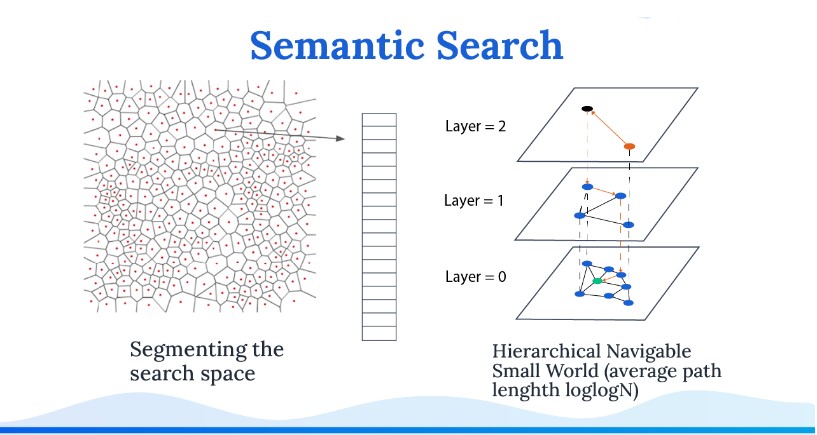 Semantic Search
Layer = 2
Layer = 1
Layer = 0
Segmenting the
search space
Hierarchical Navigable
Small World (average path
lenghth loglogN)